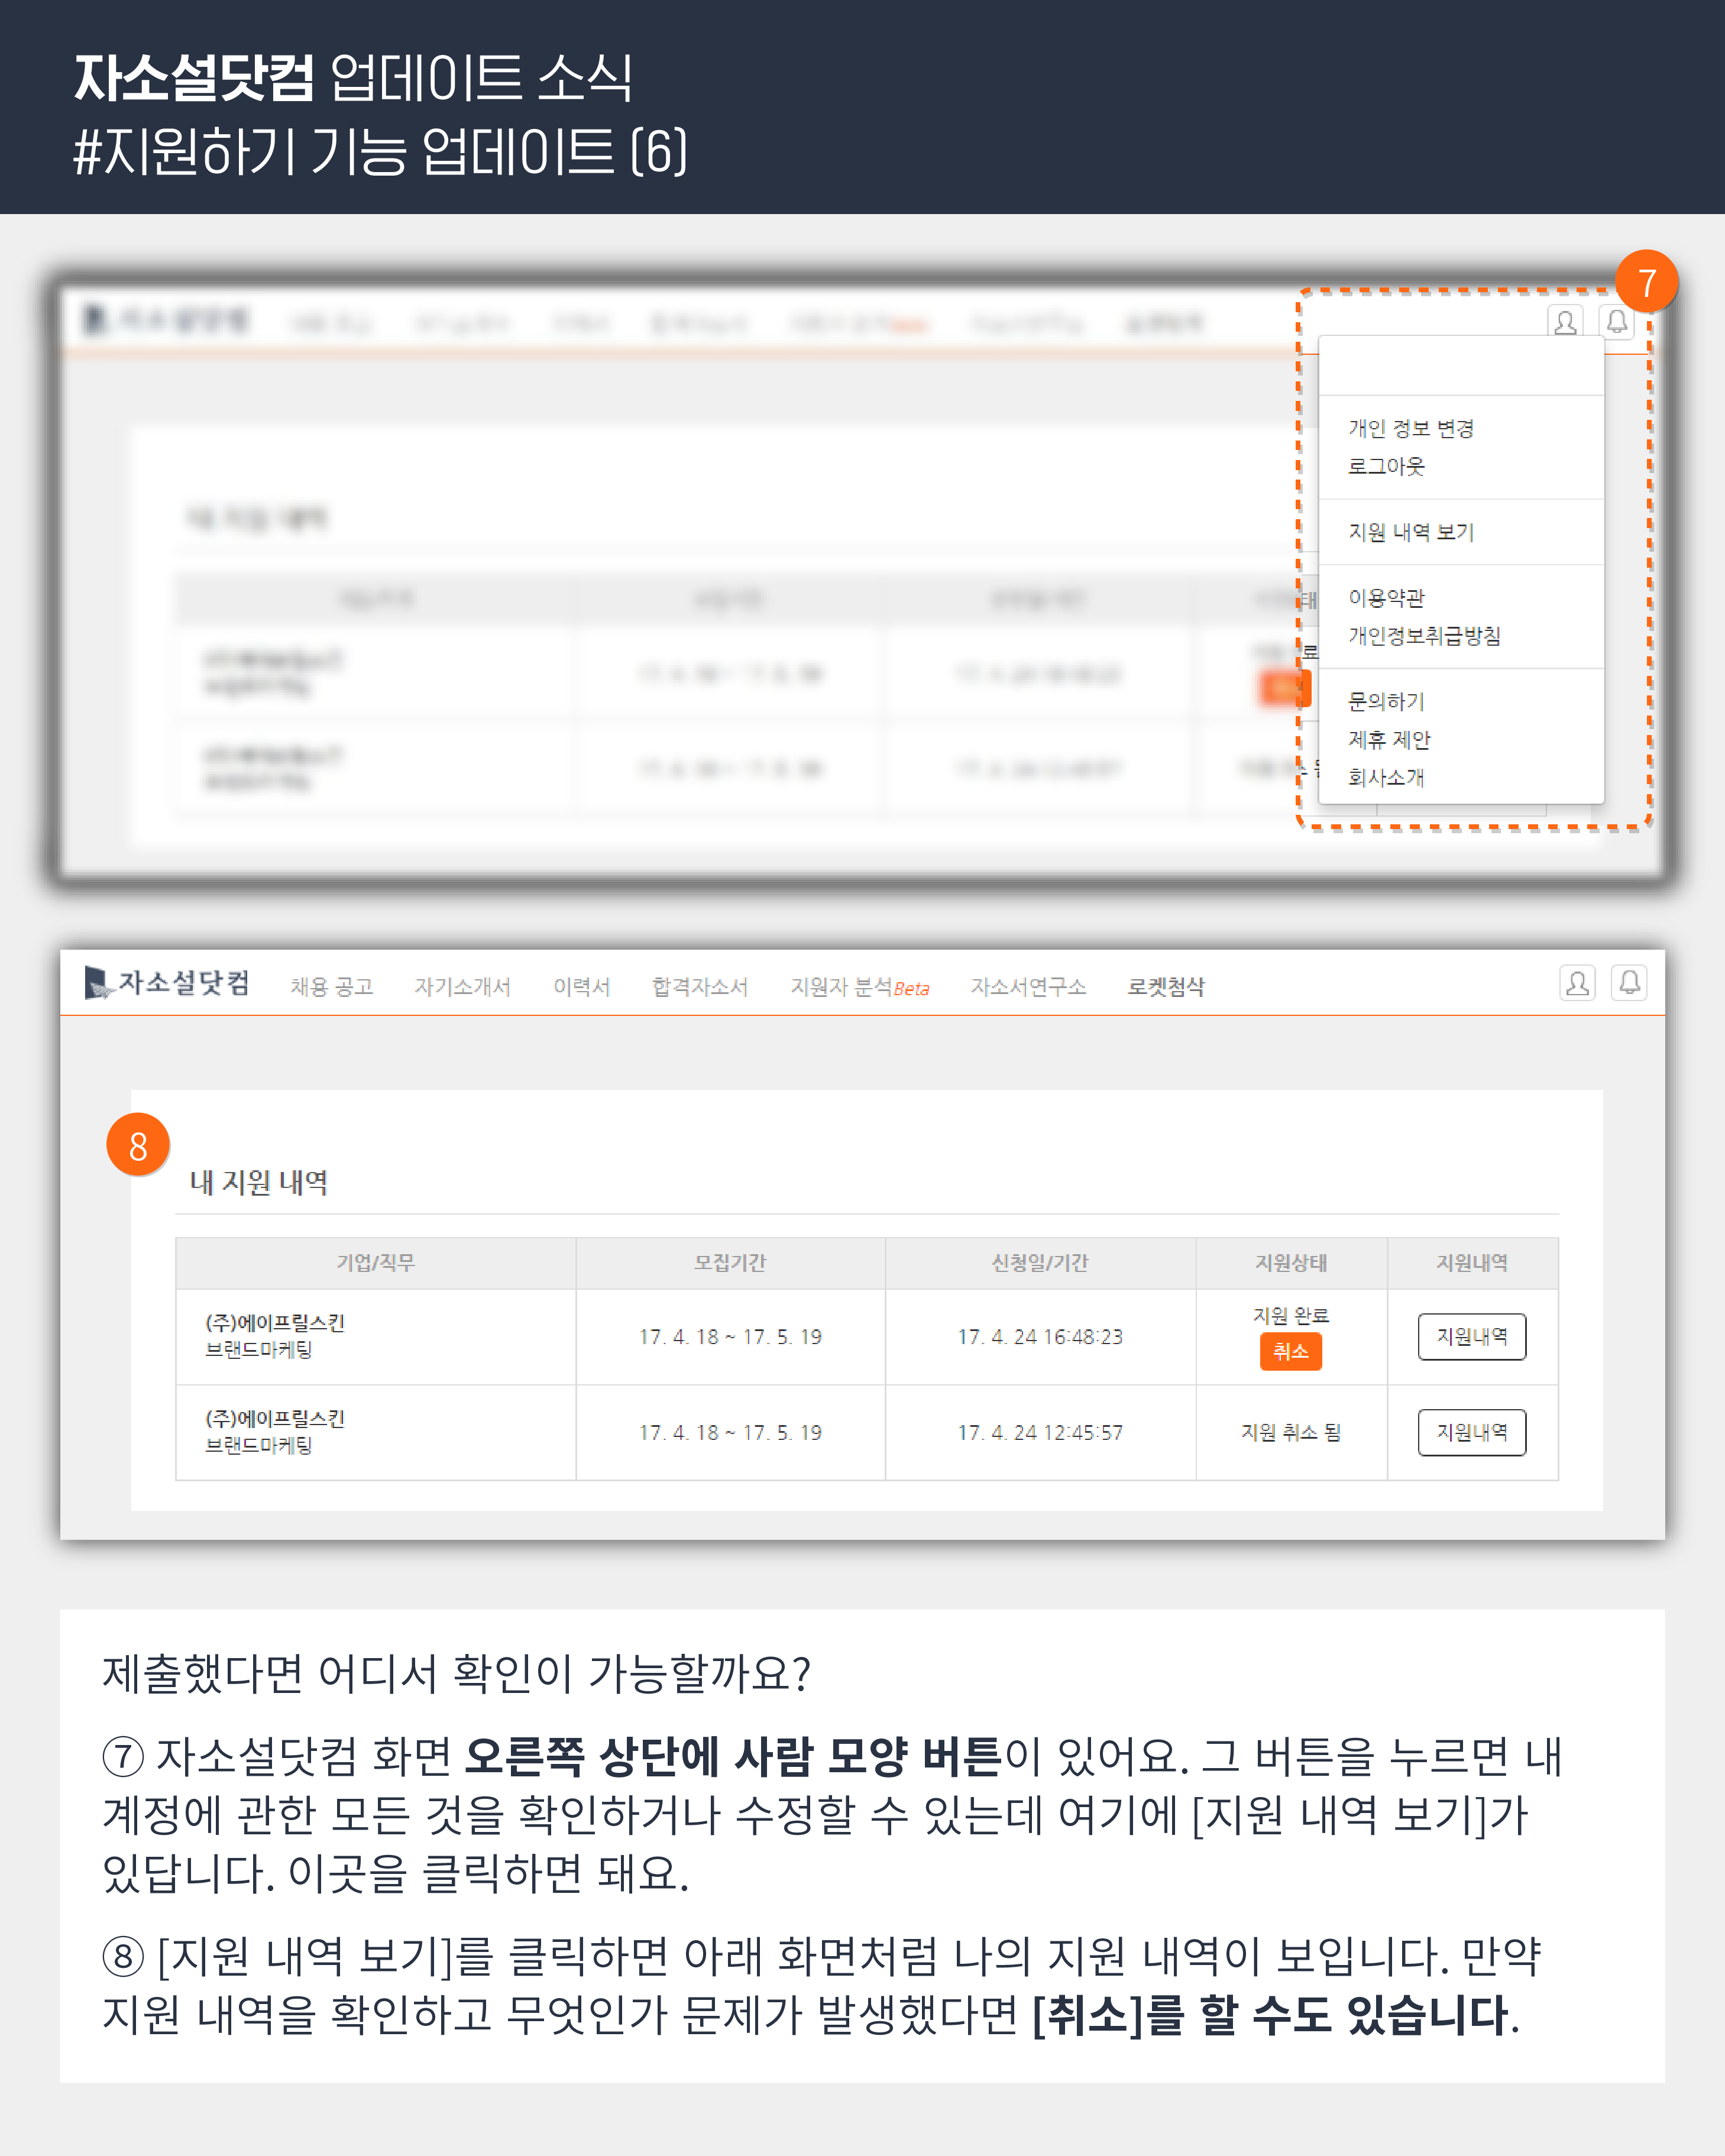 자소설닷컴 업데이트 소식
#지원하기 기능 업데이트 (6)
7
개인 정보 변경
로그아웃
지원 내역 보기
이용약관
개인정보취급방침
문의하기
제휴 제안
회사소개
자소설닷컴 채용 공고 자기소개서 이력서 합격자소서 지원자 분석Beta 자소서연구소 로켓첨삭
8
내 지원 내역
기업/직무 모집기간 신청일/기간 지원상태 지원내역
(주)에이프릴스킨
브랜드마케팅
17. 4. 18 ~ 17. 5. 19
17. 4. 24 16:48:23
지원 완료
취소
지원내역
(주)에이프릴스킨
브랜드마케팅
17. 4. 18 ~ 17. 5. 19
17. 4. 24 12:45:57
지원 취소 됨
지원내역
제출했다면 어디서 확인이 가능할까요?
⑦ 자소설닷컴 화면 오른쪽 상단에 사람 모양 버튼이 있어요. 그 버튼을 누르면 내
계정에 관한 모든 것을 확인하거나 수정할 수 있는데 여기에 [지원 내역 보기]가
있답니다. 이곳을 클릭하면 돼요.
⑧ [지원 내역 보기]를 클릭하면 아래 화면처럼 나의 지원 내역이 보입니다. 만약
지원 내역을 확인하고 무엇인가 문제가 발생했다면 [취소]를 할 수도 있습니다.